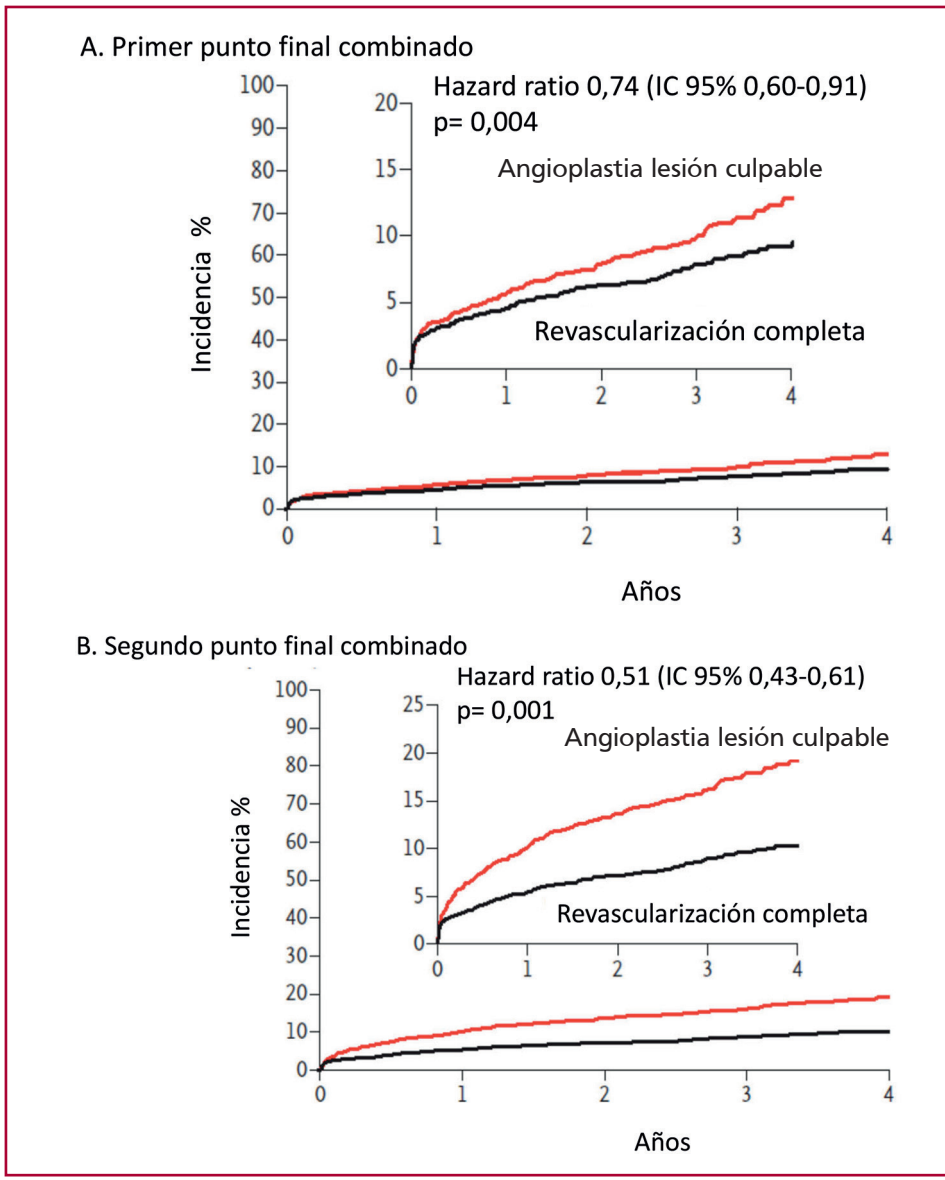 A. Primer punto final combinado
Hazard ratio 0,74 (IC 95% 0,60-0,91)
p= 0,004
Angioplastia lesión culpable
Revascularización completa
20
15
10
5
0
0 1 2 3 4
Incidencia %
100
90
80
70
60
50
40
30
20
10
0
0 1 2 3 4
Años
B. Segundo punto final combinado
Hazard ratio 0,51 (IC 95% 0,43-0,61)
p= 0,001
Angioplastia lesión culpable
Revascularización completa
25
20
15
10
5
0
0 1 2 3 4
Incidencia %
100
90
80
70
60
50
40
30
20
10
0
0 1 2 3 4
Años